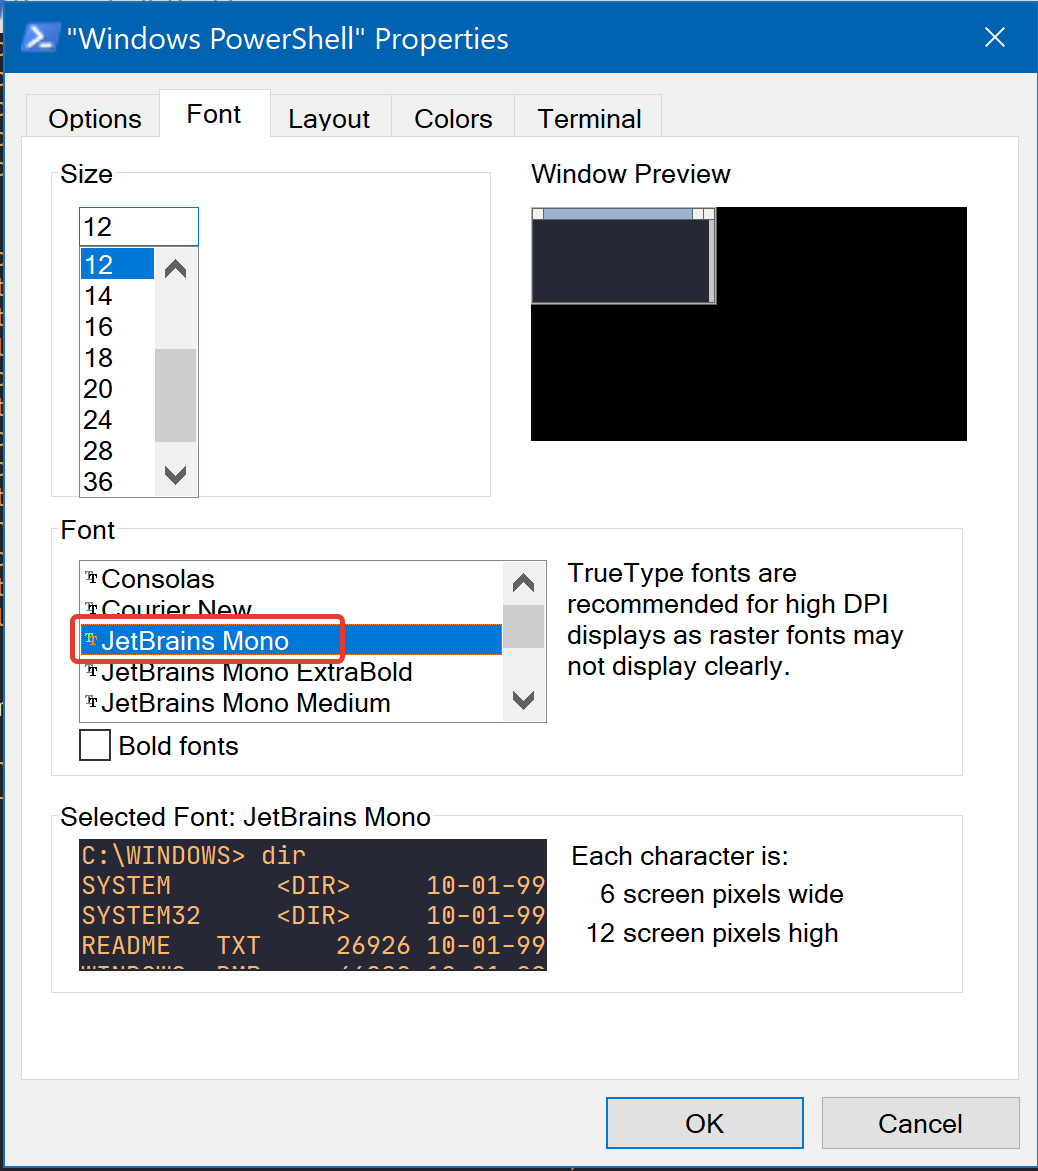 "Windows PowerShell" Properties
Options Font Layout Colors Terminal
Size
12
12
14
16
18
20
24
28
36
Window Preview
Font
Consolas
Courier New
JetBrains Mono
JetBrains Mono ExtraBold
JetBrains Mono Medium
Bold fonts
TrueType fonts are
recommended for high DPI
displays as raster fonts may
not display clearly.
Selected Font: JetBrains Mono
C:\WINDOWS> dir
SYSTEM <DIR> 10-01-99
SYSTEM32 <DIR> 10-01-99
README TXT 26926 10-01-99
Each character is:
6 screen pixels wide
12 screen pixels high
OK Cancel